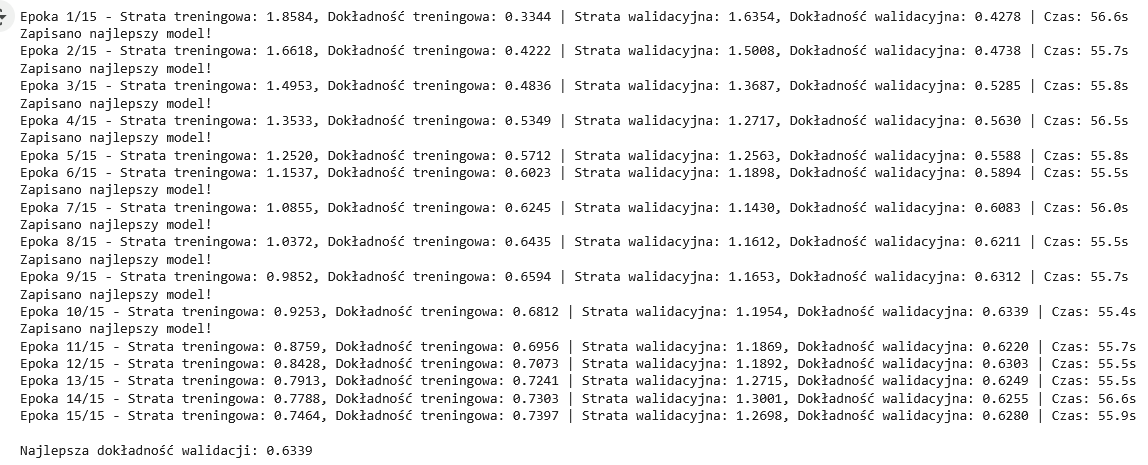 Epoka 1/15 - Strata treningowa: 1.8584, Dokładność treningowa: 0.3344 | Strata walidacyjna: 1.6354, Dokładność walidacyjna: 0.4278 | Czas: 56.6s
Zapisano najlepszy model!
Epoka 2/15 - Strata treningowa: 1.6618, Dokładność treningowa: 0.4222 | Strata walidacyjna: 1.5008, Dokładność walidacyjna: 0.4738 | Czas: 55.7s
Zapisano najlepszy model!
Epoka 3/15 - Strata treningowa: 1.4953, Dokładność treningowa: 0.4836 | Strata walidacyjna: 1.3687, Dokładność walidacyjna: 0.5285 | Czas: 55.8s
Zapisano najlepszy model!
Epoka 4/15 - Strata treningowa: 1.3533, Dokładność treningowa: 0.5349 | Strata walidacyjna: 1.2717, Dokładność walidacyjna: 0.5630 | Czas: 56.5s
Zapisano najlepszy model!
Epoka 5/15 - Strata treningowa: 1.2520, Dokładność treningowa: 0.5712 | Strata walidacyjna: 1.2563, Dokładność walidacyjna: 0.5588 | Czas: 55.8s
Epoka 6/15 - Strata treningowa: 1.1537, Dokładność treningowa: 0.6023 | Strata walidacyjna: 1.1898, Dokładność walidacyjna: 0.5894 | Czas: 55.5s
Zapisano najlepszy model!
Epoka 7/15 - Strata treningowa: 1.0855, Dokładność treningowa: 0.6245 | Strata walidacyjna: 1.1430, Dokładność walidacyjna: 0.6083 | Czas: 56.0s
Zapisano najlepszy model!
Epoka 8/15 - Strata treningowa: 1.0372, Dokładność treningowa: 0.6435 | Strata walidacyjna: 1.1612, Dokładność walidacyjna: 0.6211 | Czas: 55.5s
Zapisano najlepszy model!
Epoka 9/15 - Strata treningowa: 0.9852, Dokładność treningowa: 0.6594 | Strata walidacyjna: 1.1653, Dokładność walidacyjna: 0.6312 | Czas: 55.7s
Zapisano najlepszy model!
Epoka 10/15 - Strata treningowa: 0.9253, Dokładność treningowa: 0.6812 | Strata walidacyjna: 1.1954, Dokładność walidacyjna: 0.6339 | Czas: 55.4s
Zapisano najlepszy model!
Epoka 11/15 - Strata treningowa: 0.8759, Dokładność treningowa: 0.6956 | Strata walidacyjna: 1.1869, Dokładność walidacyjna: 0.6220 | Czas: 55.7s
Epoka 12/15 - Strata treningowa: 0.8428, Dokładność treningowa: 0.7073 | Strata walidacyjna: 1.1892, Dokładność walidacyjna: 0.6303 | Czas: 55.5s
Epoka 13/15 - Strata treningowa: 0.7913, Dokładność treningowa: 0.7241 | Strata walidacyjna: 1.2715, Dokładność walidacyjna: 0.6249 | Czas: 55.5s
Epoka 14/15 - Strata treningowa: 0.7788, Dokładność treningowa: 0.7303 | Strata walidacyjna: 1.3001, Dokładność walidacyjna: 0.6255 | Czas: 56.6s
Epoka 15/15 - Strata treningowa: 0.7464, Dokładność treningowa: 0.7397 | Strata walidacyjna: 1.2698, Dokładność walidacyjna: 0.6280 | Czas: 55.9s
Najlepsza dokładność walidacji: 0.6339